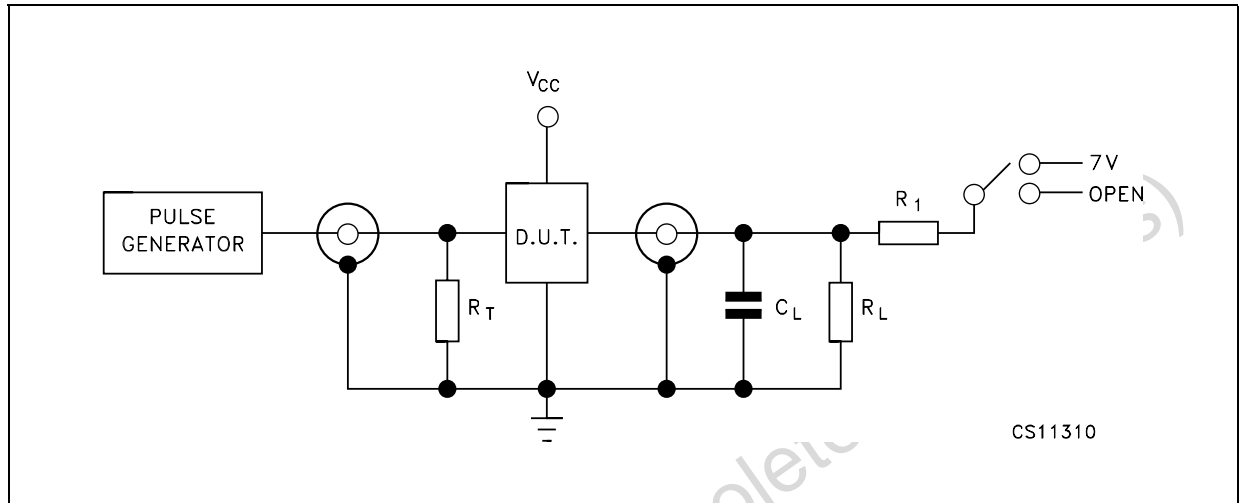 VCC
7V
OPEN
R1
PULSE
GENERATOR
D.U.T.
RT
CL
RL
CS11310